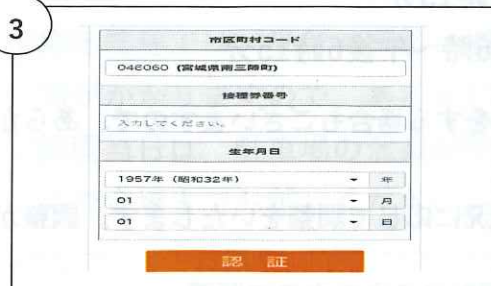 3
市区町村コード
046060 (宮城県南三陸町)
接種券番号
入力してください。
生年月日
1957年 (昭和32年) 年
01 月
01 日
認証